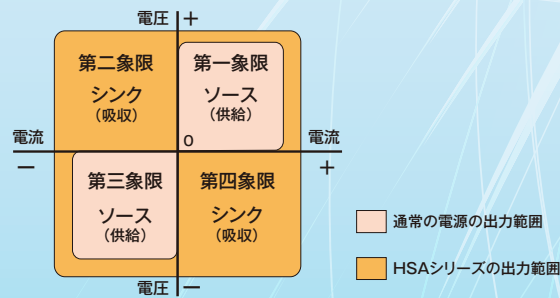 電圧 +
第二象限
シンク
(吸収)
第一象限
ソース
(供給)
電流
−
0
電流
+
第三象限
ソース
(供給)
第四象限
シンク
(吸収)
電圧 −
通常の電源の出力範囲
HSAシリーズの出力範囲